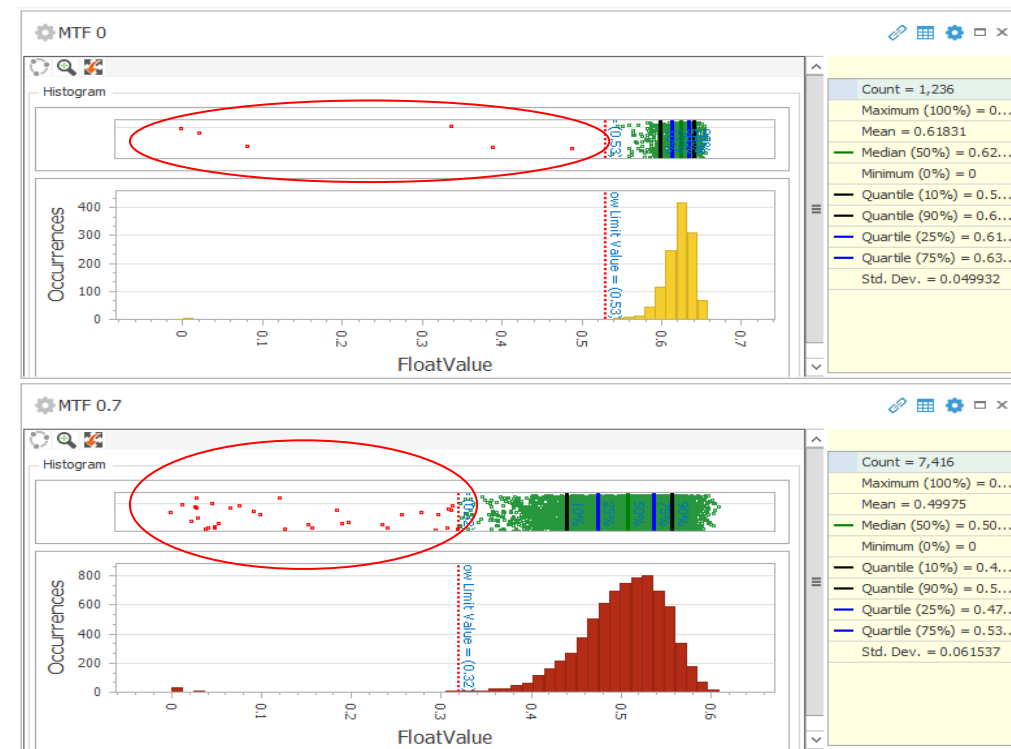 MTF 0
Histogram
(0.53)
400
300
200
100
0
Occurrences
ow Limit Value = (0.53)
0
0.1
0.2
0.3
0.4
0.5
0.6
0.7
FloatValue
Count = 1,236
Maximum (100%) = 0...
Mean = 0.61831
Median (50%) = 0.62...
Minimum (0%) = 0
Quantile (10%) = 0.5...
Quantile (90%) = 0.6...
Quartile (25%) = 0.61...
Quartile (75%) = 0.63...
Std. Dev. = 0.049932
MTF 0.7
Histogram
10%
25%
50%
75%
90%
800
600
400
200
0
Occurrences
ow Limit Value = (0.32)
0
0.1
0.2
0.3
0.4
0.5
0.6
FloatValue
Count = 7,416
Maximum (100%) = 0...
Mean = 0.49975
Median (50%) = 0.50...
Minimum (0%) = 0
Quantile (10%) = 0.4...
Quantile (90%) = 0.5...
Quartile (25%) = 0.47...
Quartile (75%) = 0.53...
Std. Dev. = 0.061537